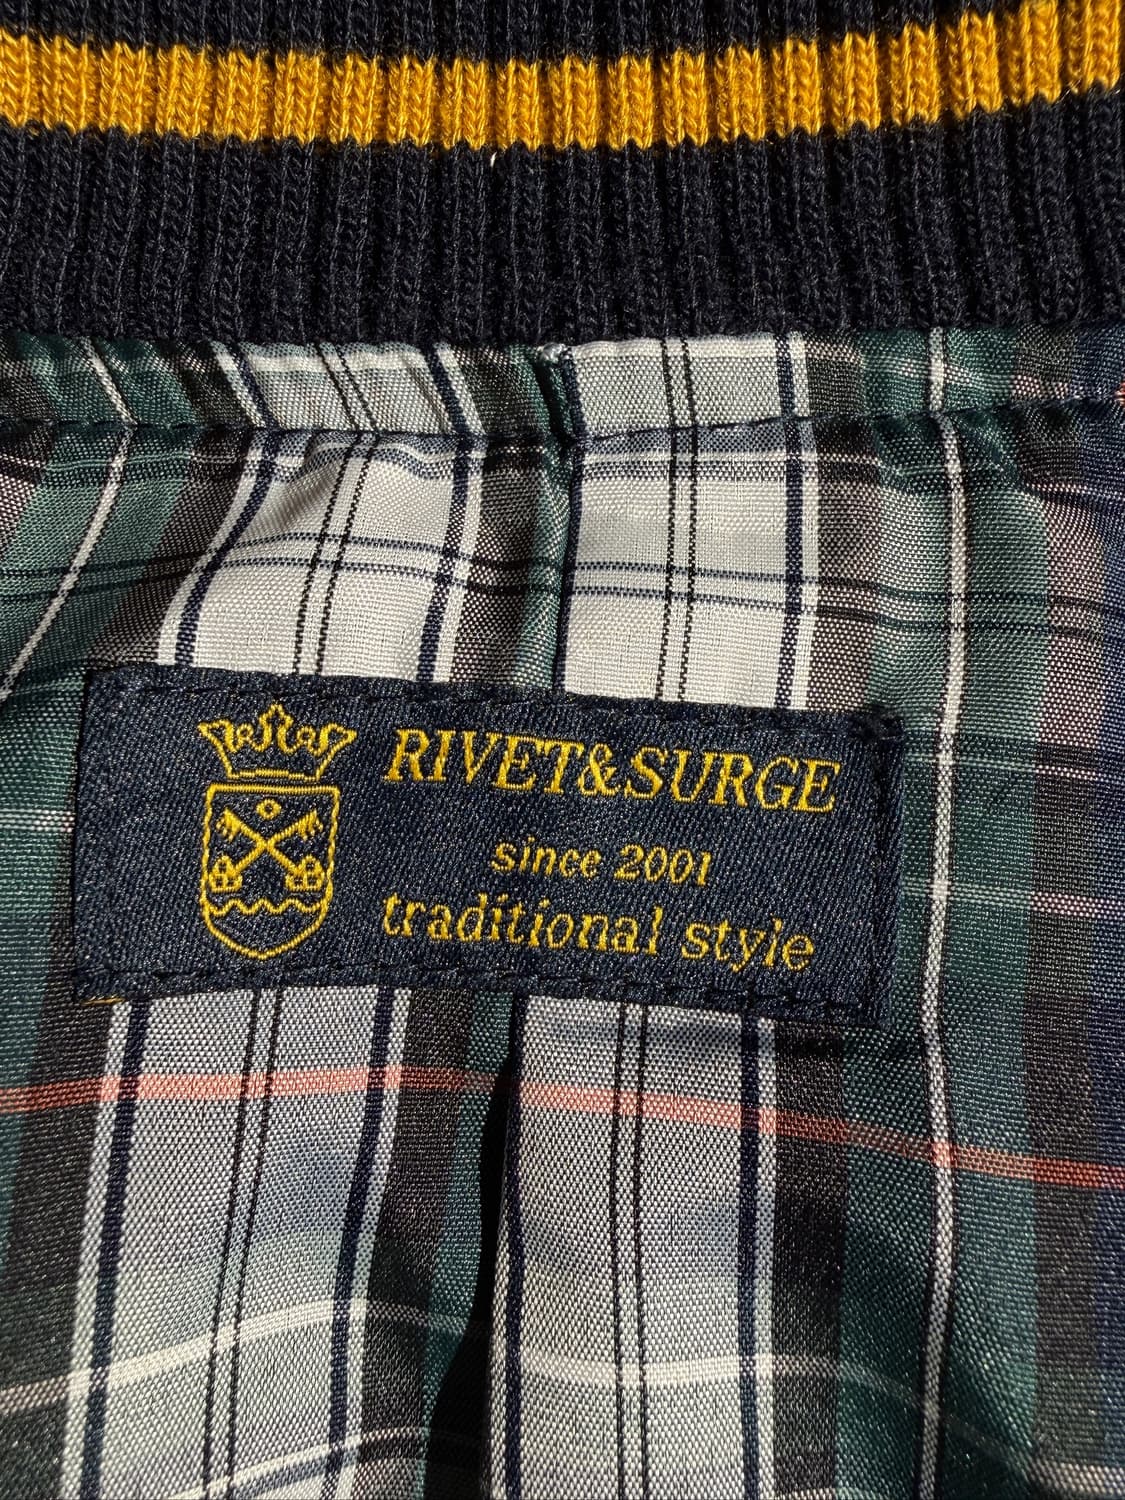 RIVET&SURGE
since 2001
traditional style